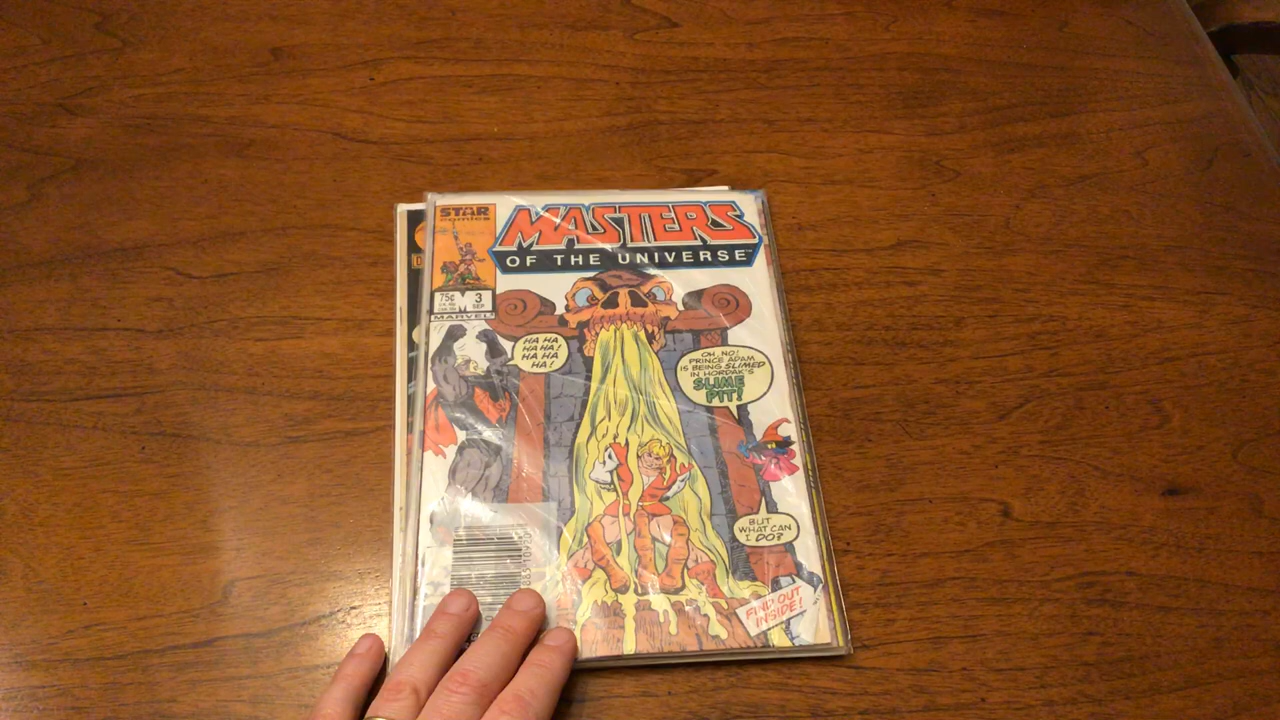 STAR
comics
MASTERS
OF THE UNIVERSE™
75¢
3
SEP
MARVEL
HA HA
HA HA!
HA HA
HA!
OH, NO!
PRINCE ADAM
IS BEING SLIMED
IN HORDAK'S
SLIME
PIT!
BUT
WHAT CAN
I DO?
FIND OUT
INSIDE!